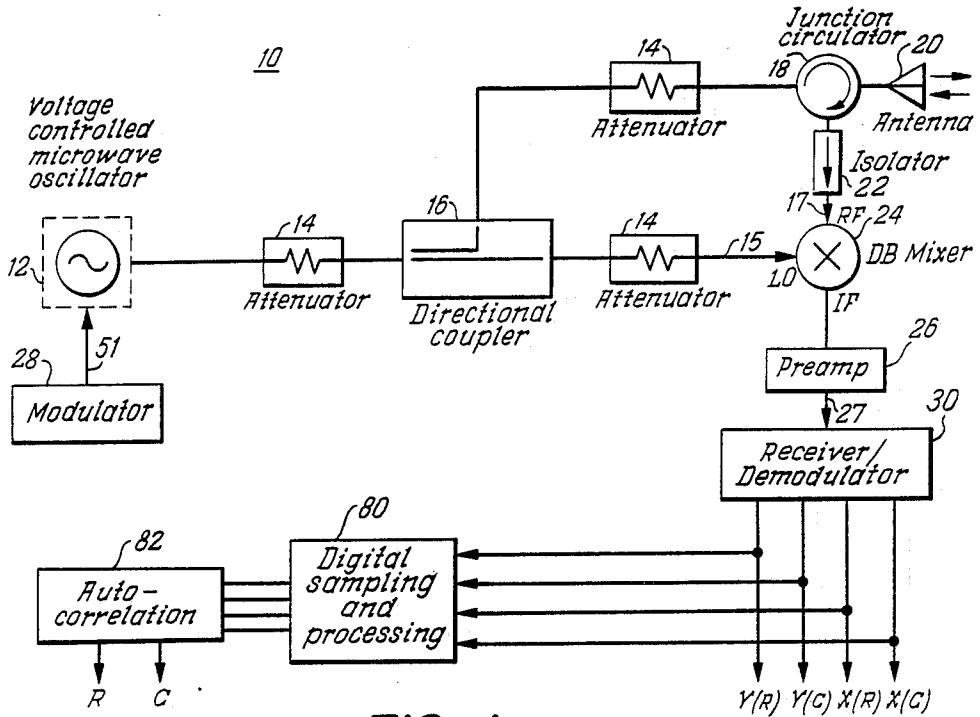 10
Voltage
controlled
microwave
oscillator
12
28
Modulator
51
14
Attenuator
16
Directional
coupler
14
Attenuator
14
Attenuator
15
Junction
circulator
18
20
Antenna
Isolator
22
17
RF
24
LO
DB Mixer
IF
26
Preamp
27
30
Receiver/
Demodulator
80
Digital
sampling
and
processing
82
Auto-
correlation
R
C
Y(R)
Y(C)
X(R)
X(C)